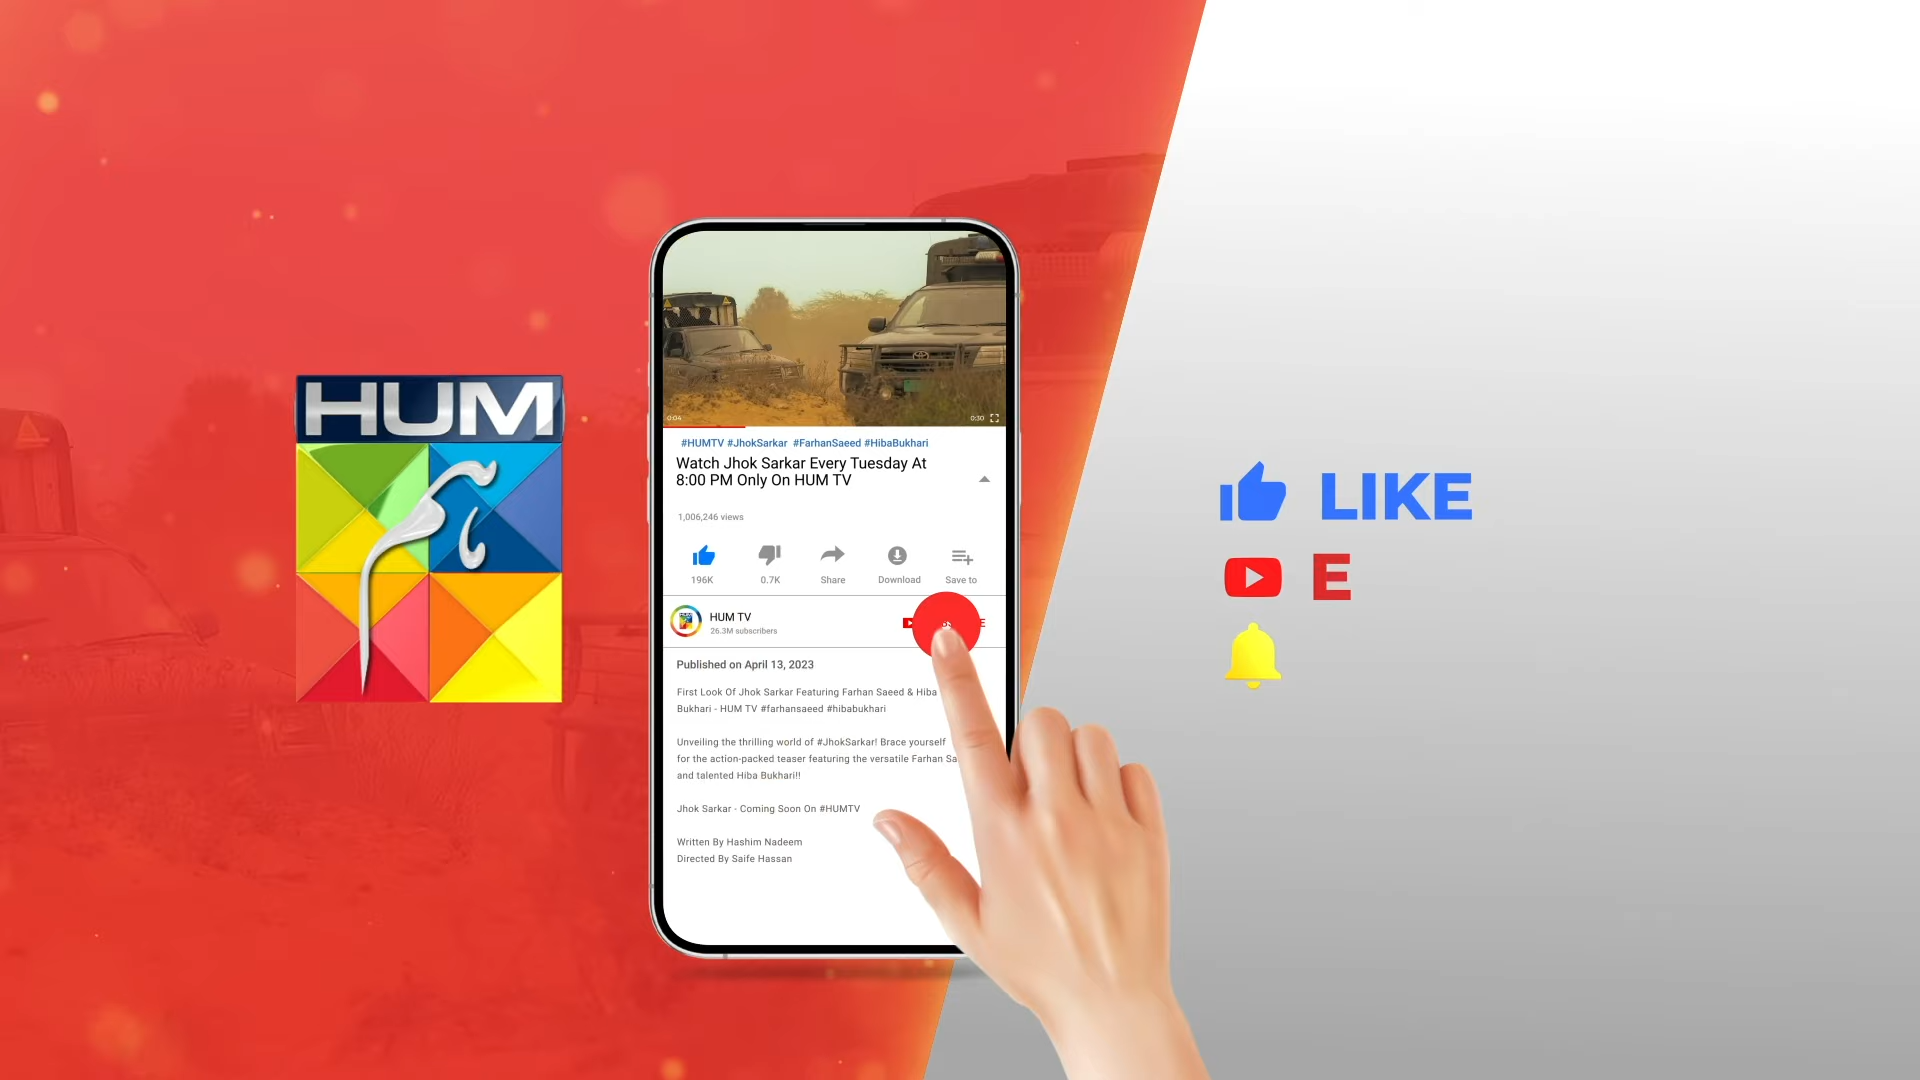 HUM
0:04
0:30
#HUMTV #JhokSarkar #FarhanSaeed #HibaBukhari
Watch Jhok Sarkar Every Tuesday At
8:00 PM Only On HUM TV
1,006,246 views
196K
0.7K
Share
Download
Save to
HUM TV
26.3M subscribers
E
Published on April 13, 2023
First Look Of Jhok Sarkar Featuring Farhan Saeed & Hiba
Bukhari - HUM TV #farhansaeed #hibabukhari
Unveiling the thrilling world of #JhokSarkar! Brace yourself
for the action-packed teaser featuring the versatile Farhan Sa
and talented Hiba Bukhari!!
Jhok Sarkar - Coming Soon On #HUMTV
Written By Hashim Nadeem
Directed By Saife Hassan
LIKE
E